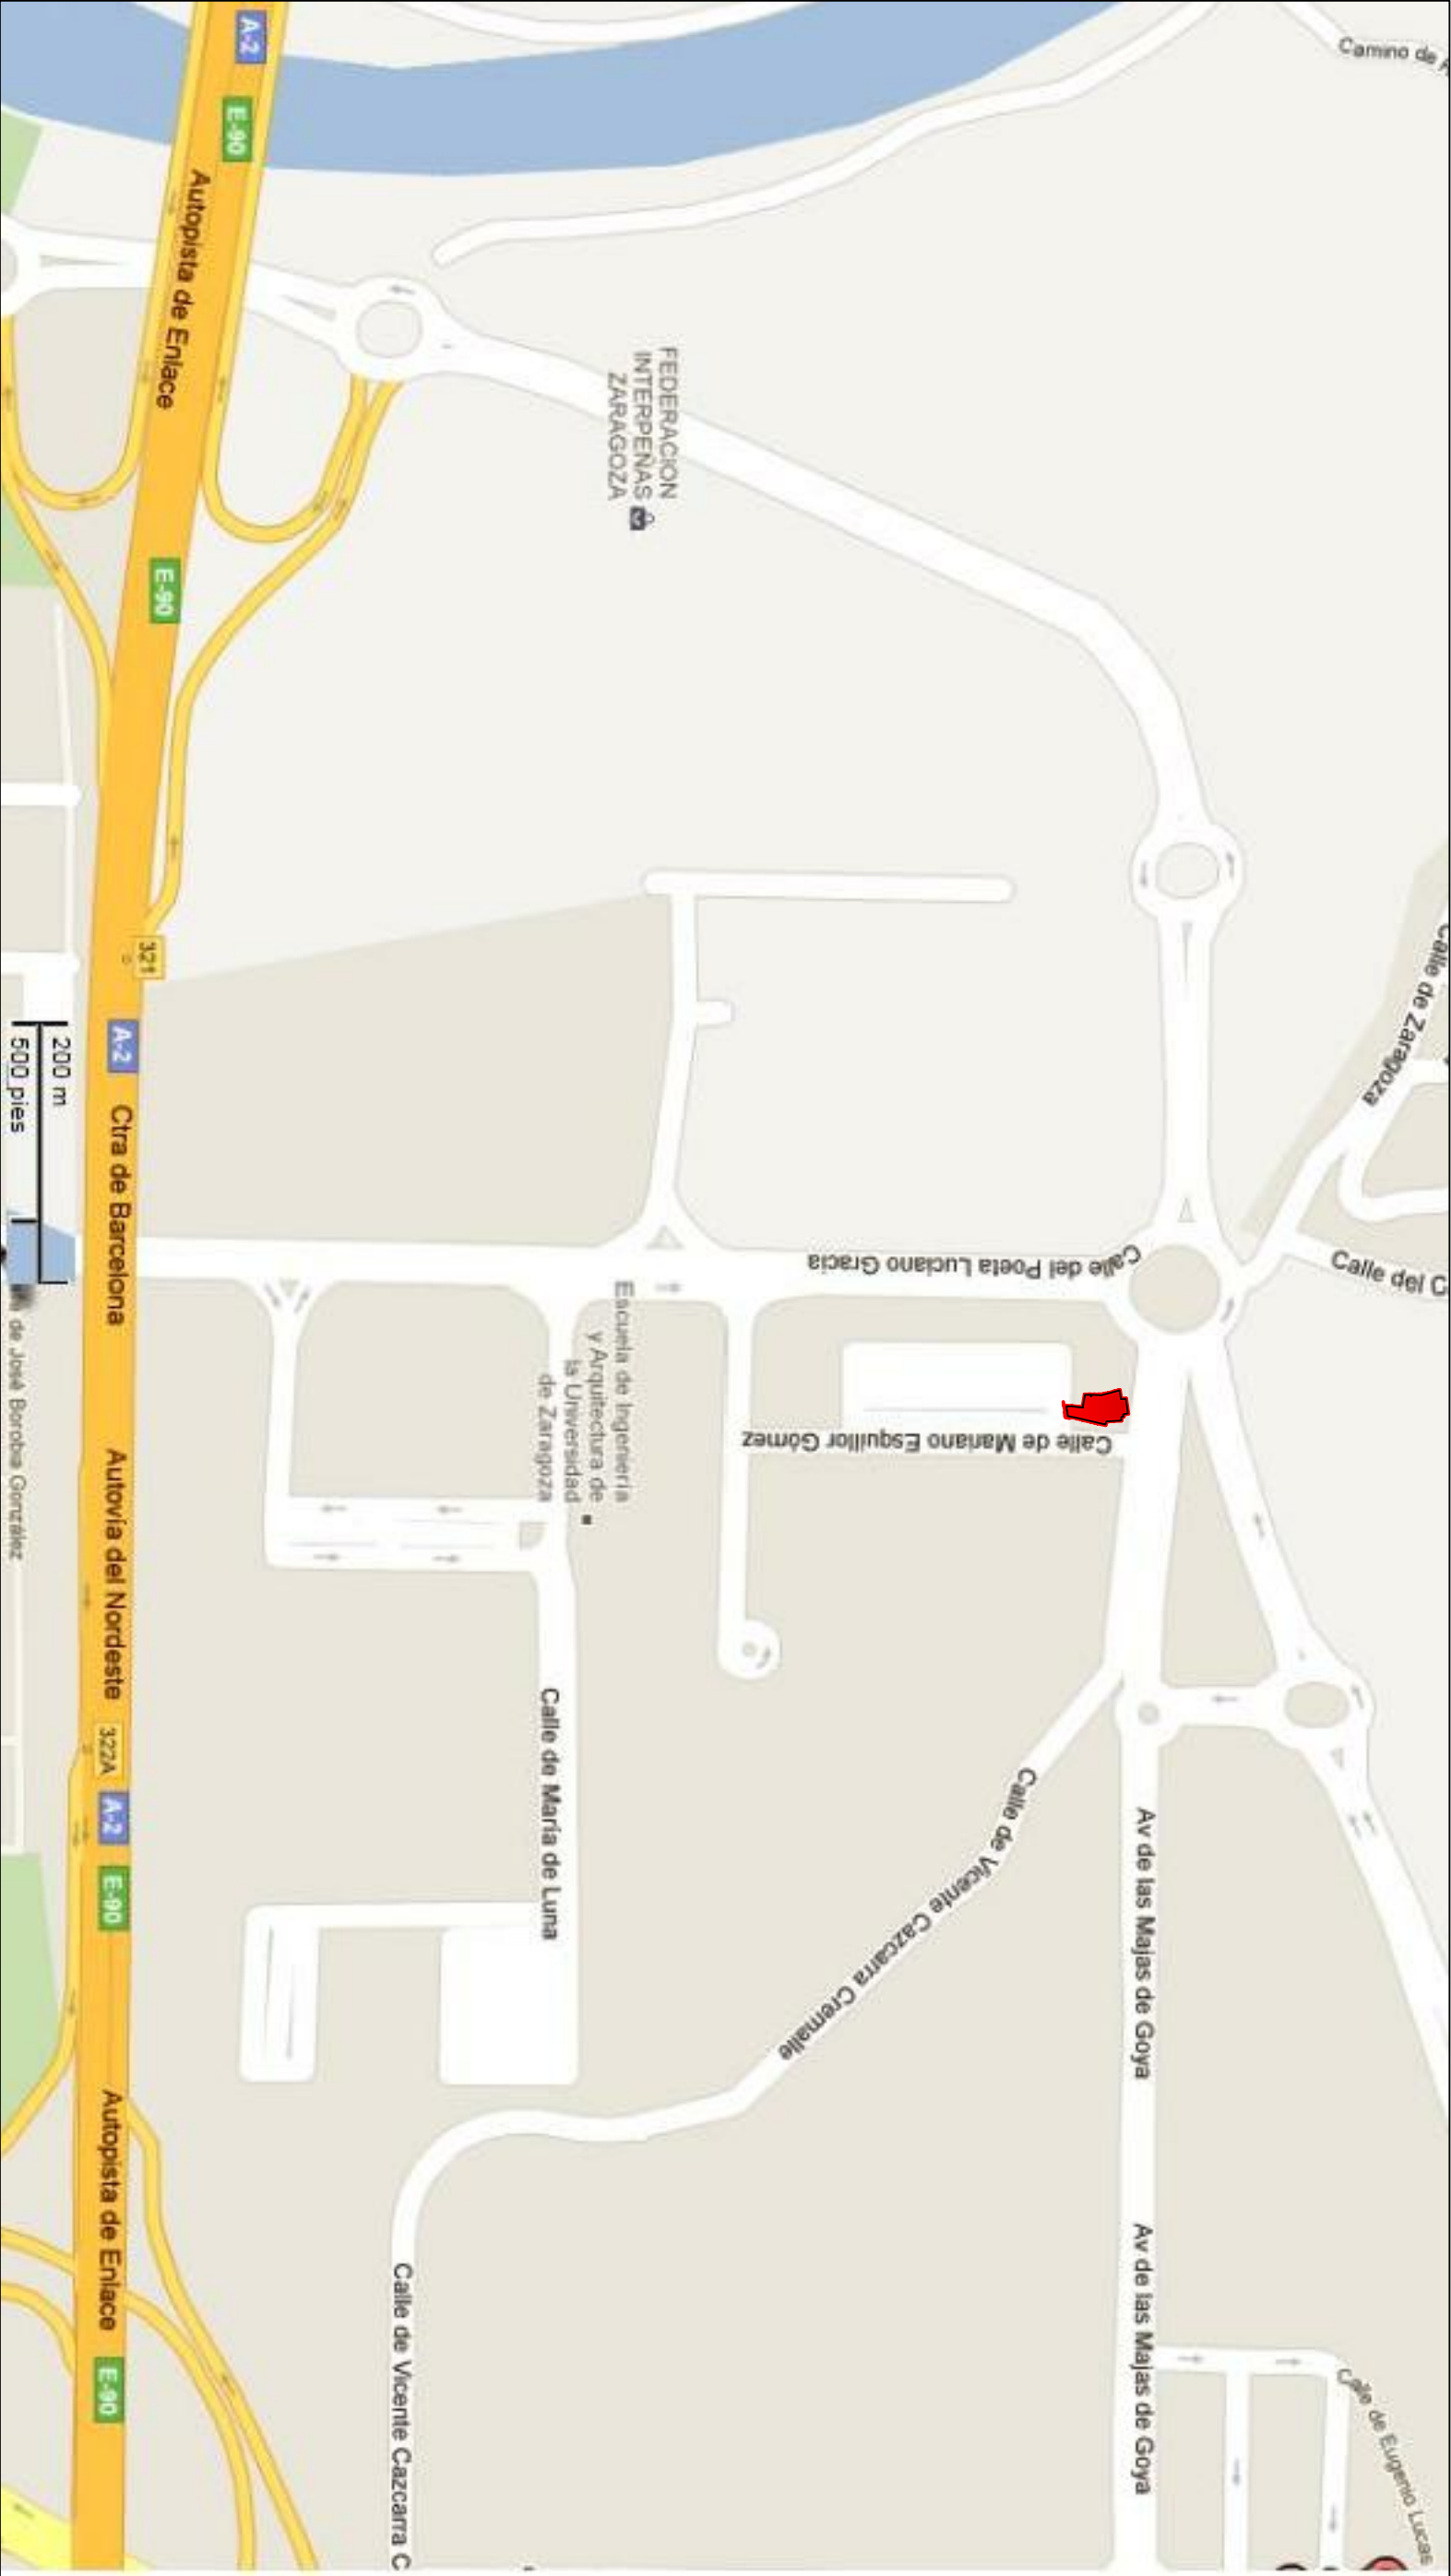 Camino de
Calle de Zaragoza
Calle del G
Calle de Eugenio Lucas
Av de las Majas de Goya
Av de las Majas de Goya
Calle de Mariano Esquillor Gómez
Calle del Poeta Luciano Gracia
Calle de Vicente Cazcarra Cremalle
FEDERACION
INTERPEÑAS
ZARAGOZA
Escuela de Ingeniería
y Arquitectura de
la Universidad
de Zaragoza
Calle de María de Luna
Calle de Vicente Cazcarra C
A-2
E-90
Autopista de Enlace
E-90
321
A-2
Ctra de Barcelona
Autovía del Nordeste
322A
A-2
E-90
Autopista de Enlace
E-90
200 m
500 pies
de José Borobia González